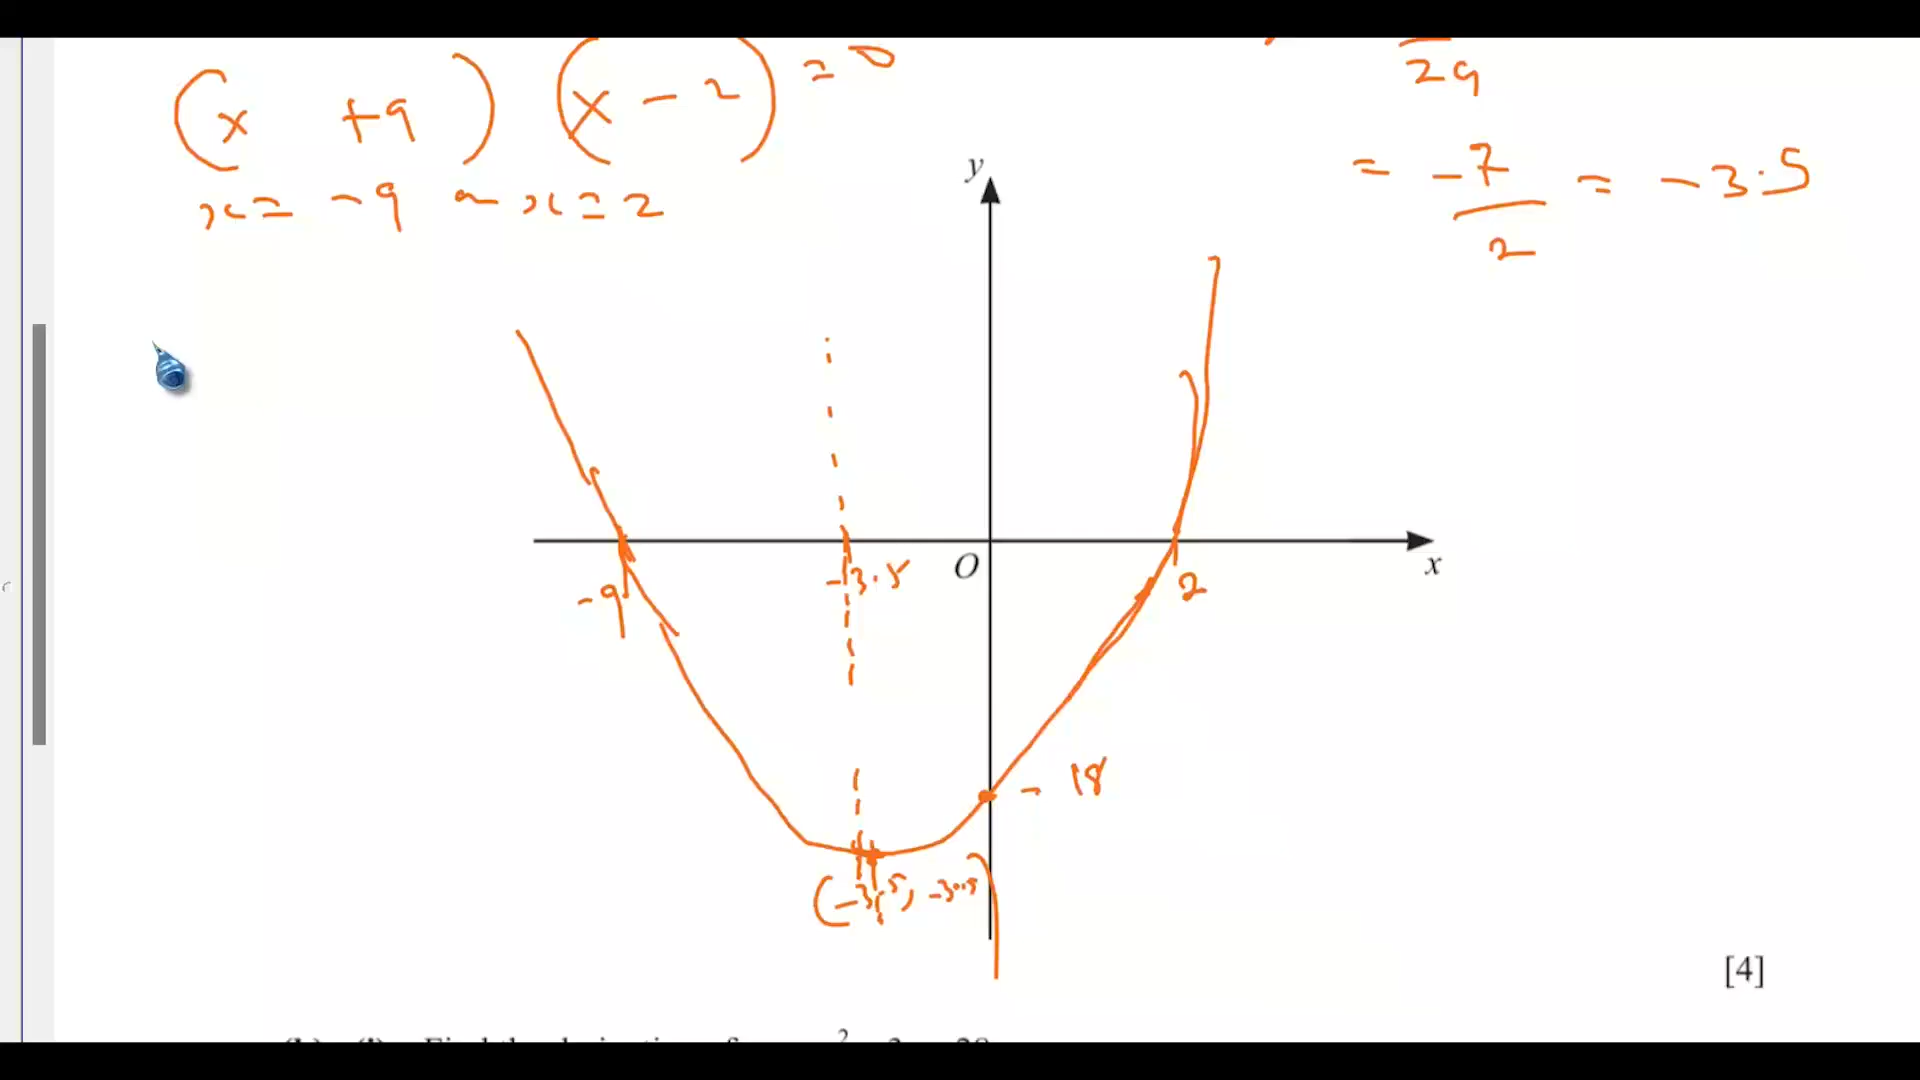 (x +9) (x - 2) = 0
x = -9 or x = 2
2a
= -7/2 = -3.5
y
O
x
-9
-3.5
2
- 18
(-3.5, -30.5
[4]